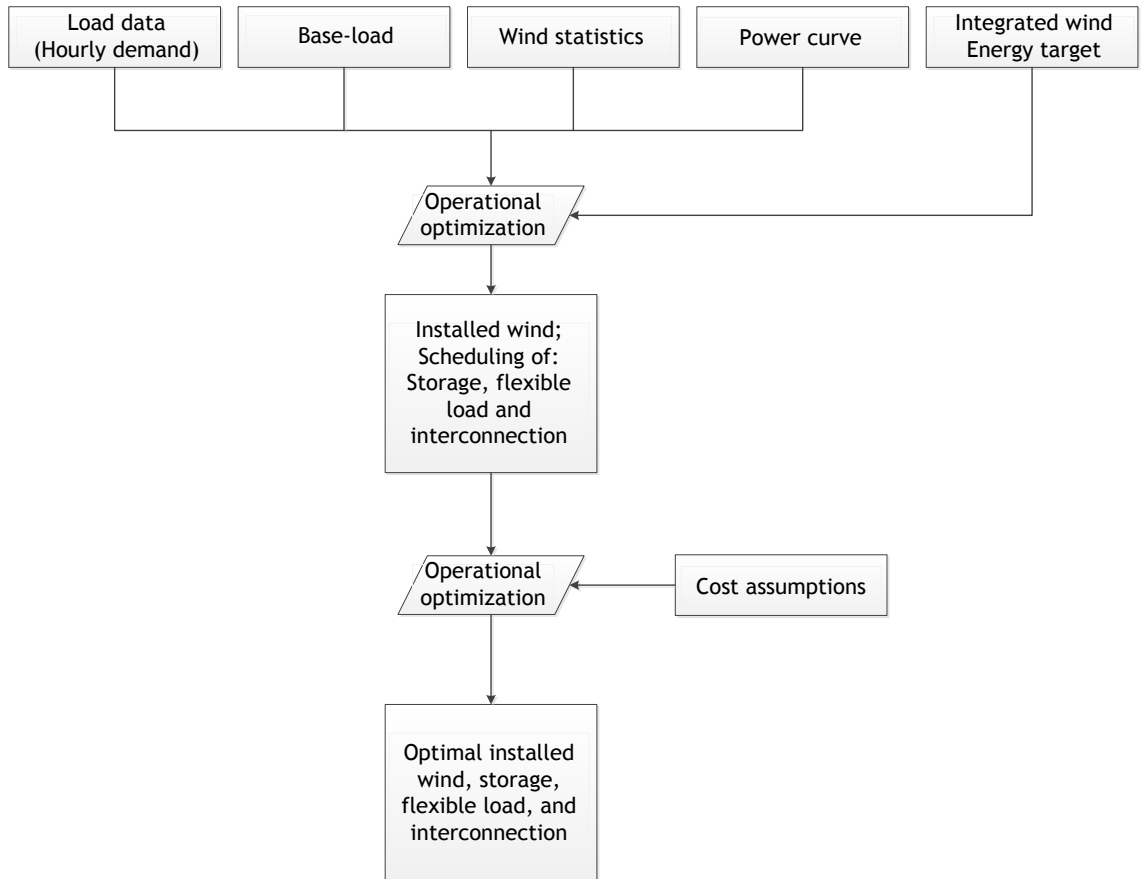 Load data
(Hourly demand)
Base-load
Wind statistics
Power curve
Integrated wind
Energy target
Operational
optimization
Installed wind;
Scheduling of:
Storage, flexible
load and
interconnection
Operational
optimization
Cost assumptions
Optimal installed
wind, storage,
flexible load, and
interconnection